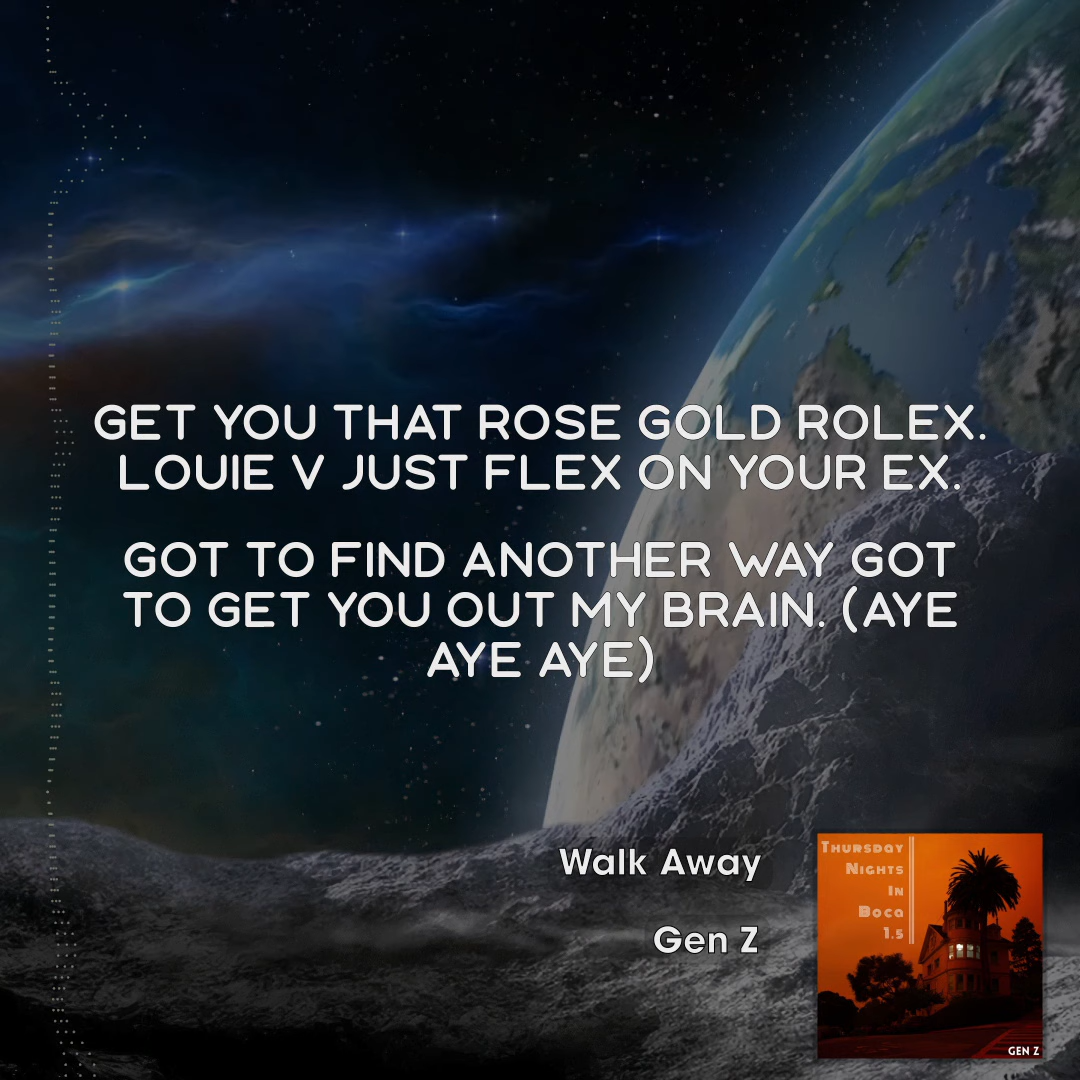 GET YOU THAT ROSE GOLD ROLEX.
LOUIE V JUST FLEX ON YOUR EX.
GOT TO FIND ANOTHER WAY GOT
TO GET YOU OUT MY BRAIN. (AYE
AYE AYE)
Walk Away
Gen Z
Thursday
Nights
In
Boca
1.5
GEN Z